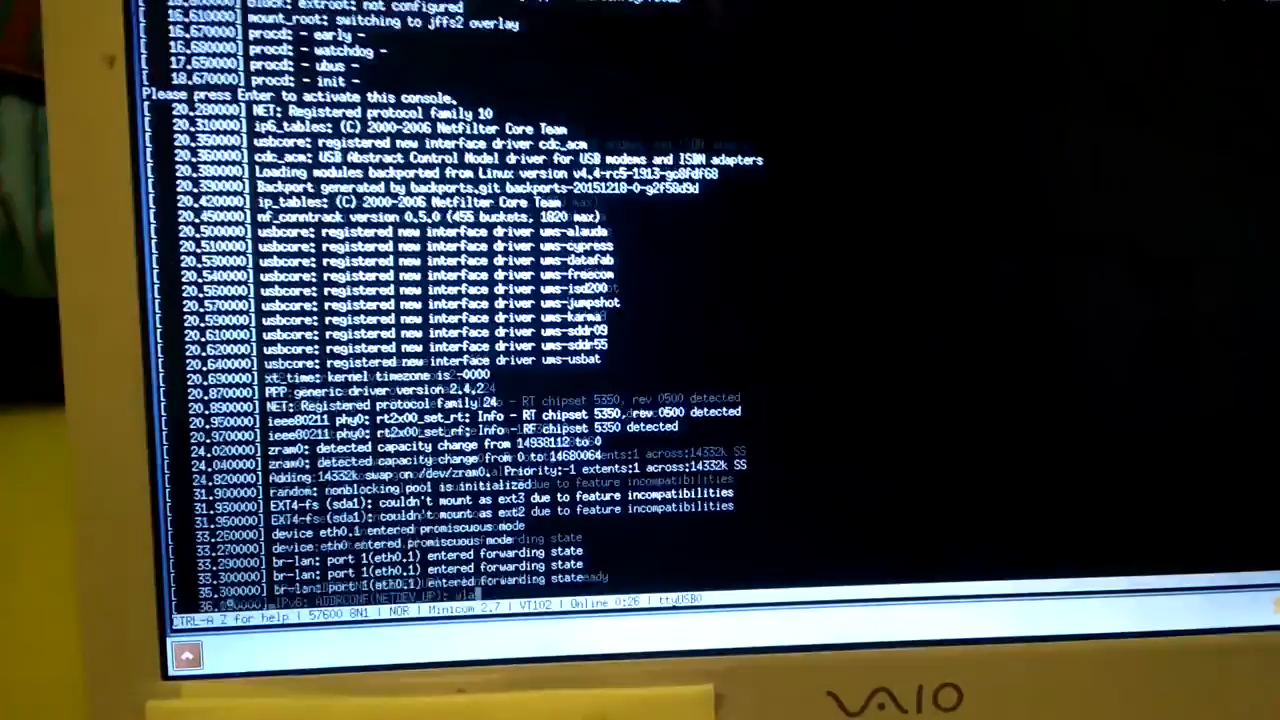 block: extroot: not configured
[ 16.610000] mount_root: switching to jffs2 overlay
[ 16.670000] procd: - early -
[ 16.680000] procd: - watchdog -
[ 17.650000] procd: - ubus -
[ 18.670000] procd: - init -
Please press Enter to activate this console.
[ 20.280000] NET: Registered protocol family 10
[ 20.310000] ip6_tables: (C) 2000-2006 Netfilter Core Team
[ 20.350000] usbcore: registered new interface driver cdc_acm
[ 20.360000] cdc_acm: USB Abstract Control Model driver for USB modems and ISDN adapters
[ 20.380000] Loading modules backported from Linux version v4.4-rc5-1913-gc8fdf68
[ 20.390000] Backport generated by backports.git backports-20151218-0-g2f58d9d
[ 20.420000] ip_tables: (C) 2000-2006 Netfilter Core Team
[ 20.450000] nf_conntrack version 0.5.0 (455 buckets, 1820 max)
[ 20.500000] usbcore: registered new interface driver ums-alauda
[ 20.510000] usbcore: registered new interface driver ums-cypress
[ 20.530000] usbcore: registered new interface driver ums-datafab
[ 20.540000] usbcore: registered new interface driver ums-freecom
[ 20.560000] usbcore: registered new interface driver ums-isd200
[ 20.570000] usbcore: registered new interface driver ums-jumpshot
[ 20.590000] usbcore: registered new interface driver ums-karma
[ 20.610000] usbcore: registered new interface driver ums-sddr09
[ 20.620000] usbcore: registered new interface driver ums-sddr55
[ 20.640000] usbcore: registered new interface driver ums-usbat
[ 20.690000] xt_time: kernel timezone is -0000
[ 20.870000] PPP generic driver version 2.4.2
[ 20.890000] NET: Registered protocol family 24
[ 20.950000] ieee80211 phy0: rt2x00_set_rt: Info - RT chipset 5350, rev 0500 detected
[ 20.970000] ieee80211 phy0: rt2x00_set_rf: Info - RF chipset 5350 detected
[ 24.020000] zram0: detected capacity change from 14938112 to 0
[ 24.040000] zram0: detected capacity change from 0 to 14680064
[ 24.820000] Adding 14332k swap on /dev/zram0. Priority:-1 extents:1 across:14332k SS
[ 31.900000] random: nonblocking pool is initialized
[ 31.930000] EXT4-fs (sda1): couldn't mount as ext3 due to feature incompatibilities
[ 31.950000] EXT4-fs (sda1): couldn't mount as ext2 due to feature incompatibilities
[ 33.260000] device eth0.1 entered promiscuous mode
[ 33.270000] device eth0 entered promiscuous mode
[ 33.290000] br-lan: port 1(eth0.1) entered forwarding state
[ 33.300000] br-lan: port 1(eth0.1) entered forwarding state
[ 35.300000] br-lan: port 1(eth0.1) entered forwarding state
IPv6: ADDRCONF(NETDEV_UP): wla
CTRL-A Z for help | 57600 8N1 | NOR | Minicom 2.7 | VT102 | Online 0:26 | ttyUSB0
VAIO